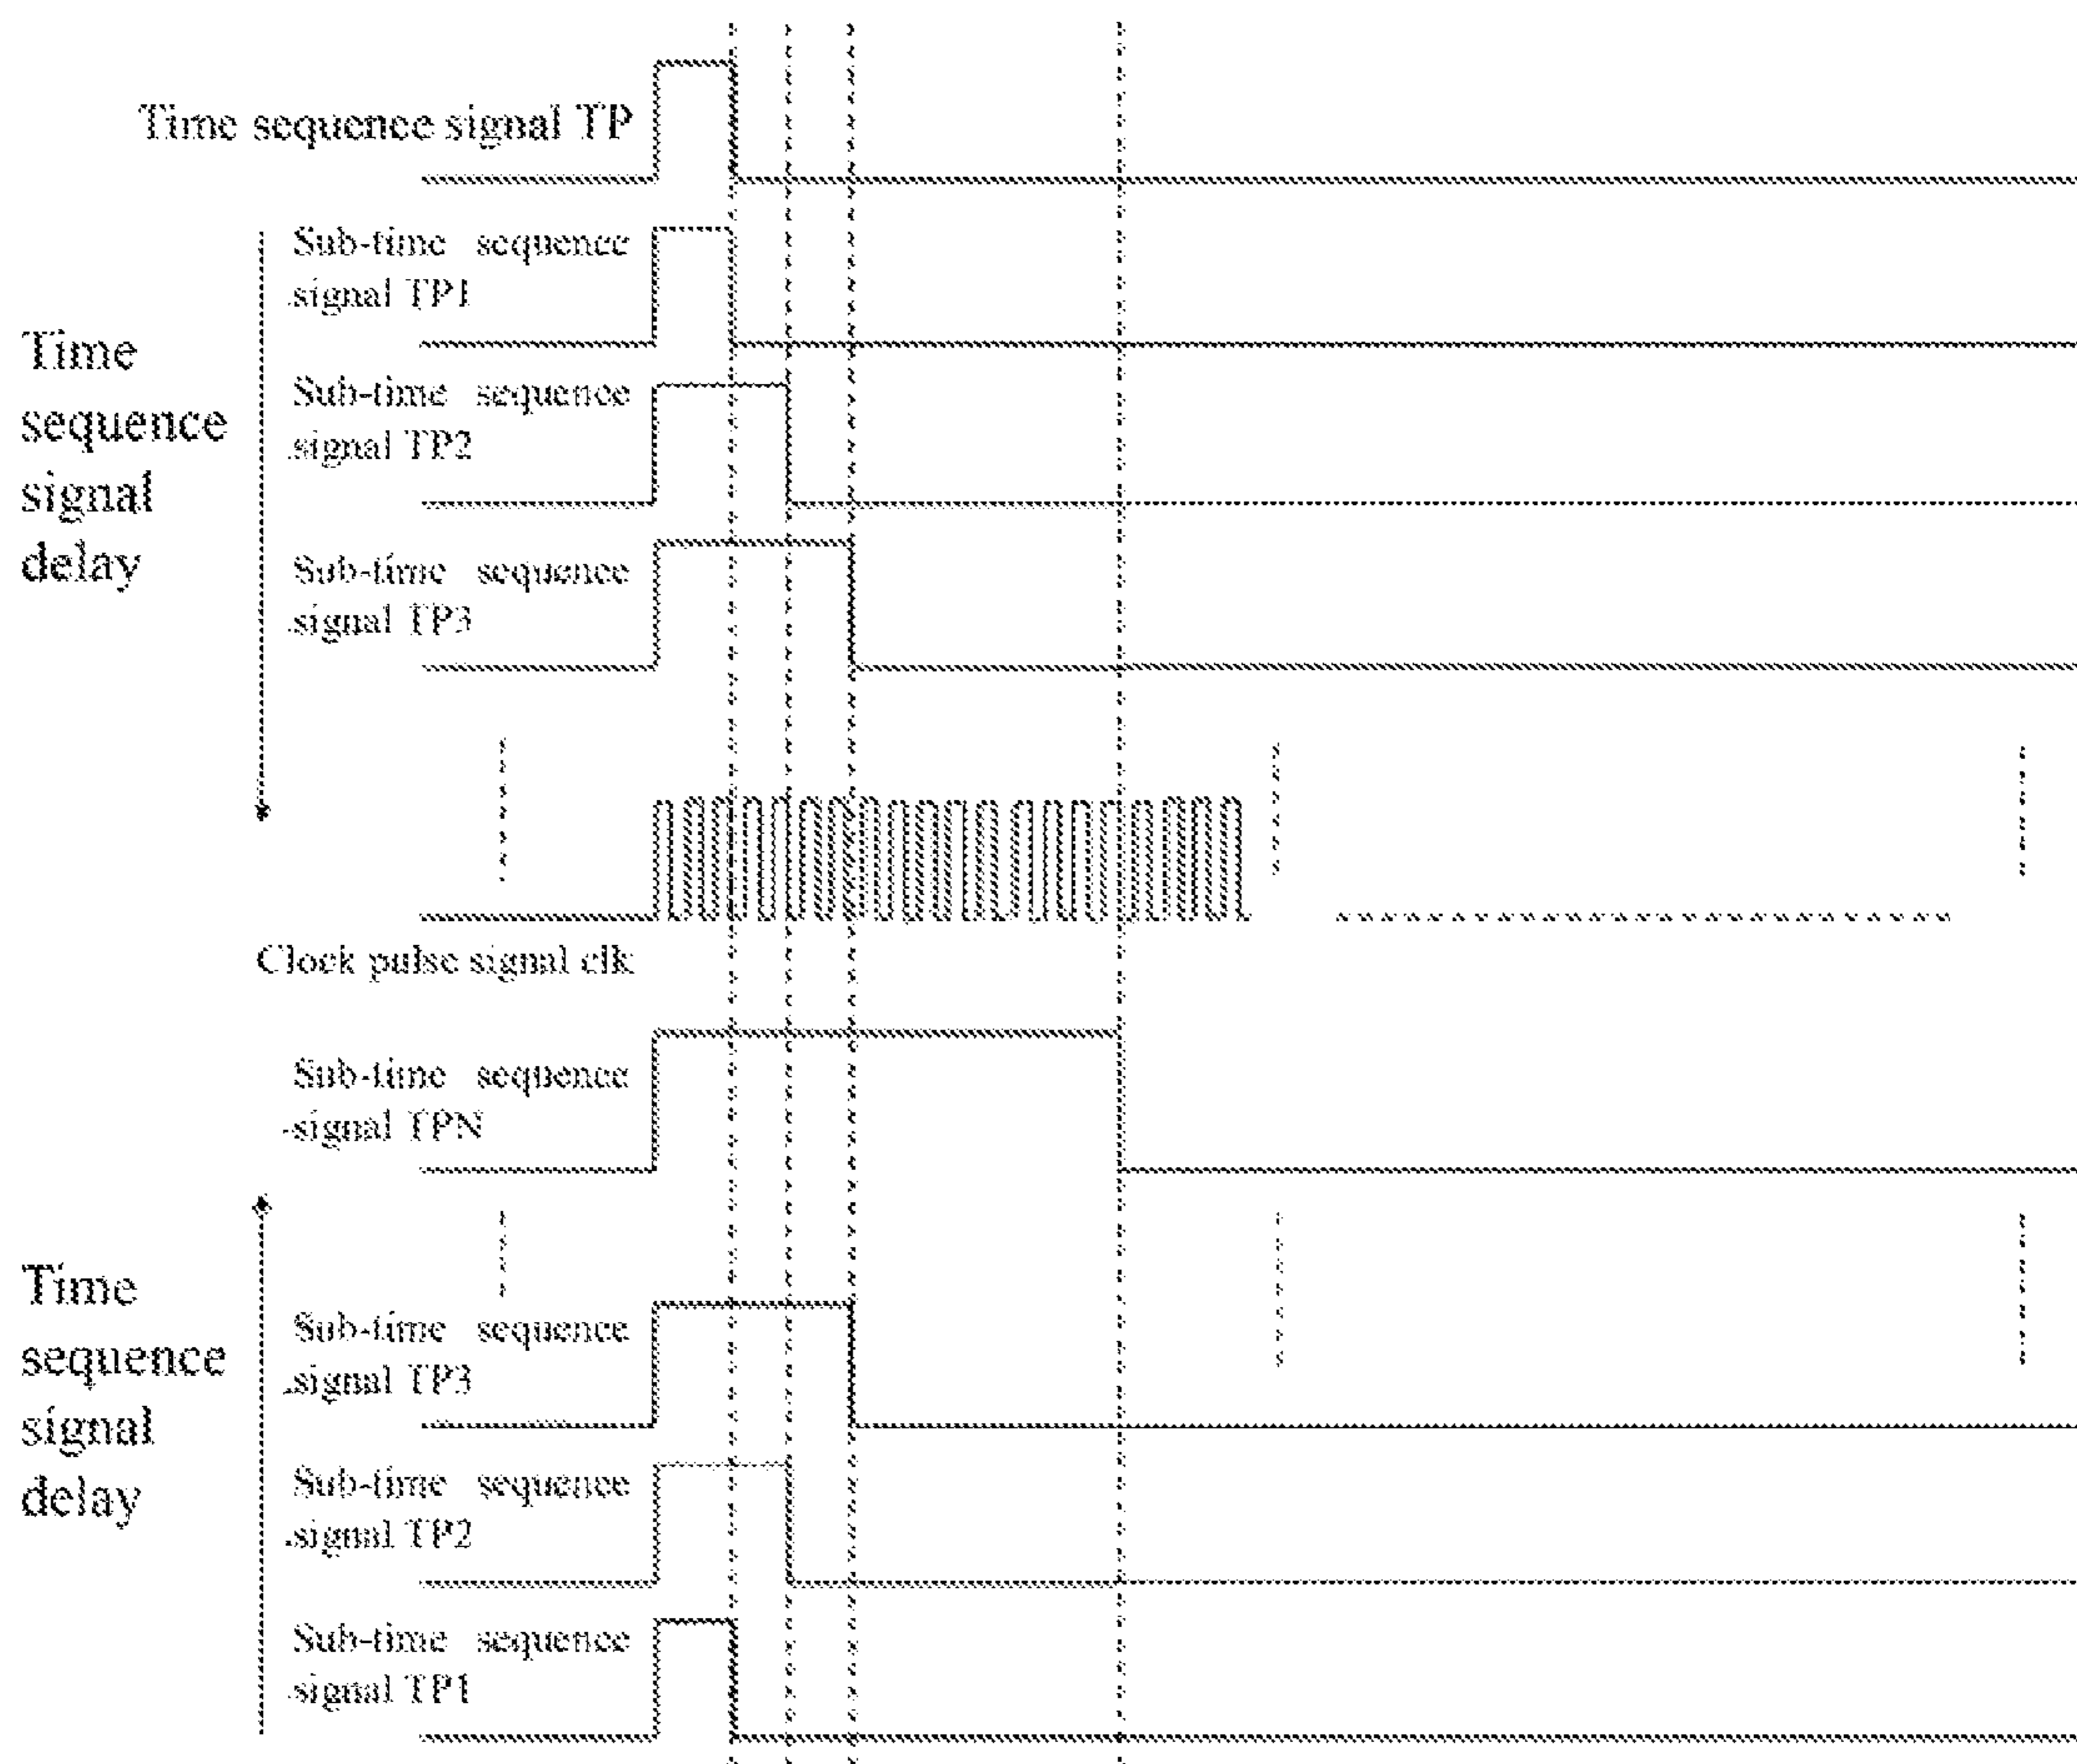 Time sequence signal TP
Sub-time sequence
signal TP1
Time
sequence
signal
delay
Sub-time sequence
signal TP2
Sub-time sequence
signal TP3
Clock pulse signal clk
Sub-time sequence
signal TPN
Time
sequence
signal
delay
Sub-time sequence
signal TP3
Sub-time sequence
signal TP2
Sub-time sequence
signal TP1